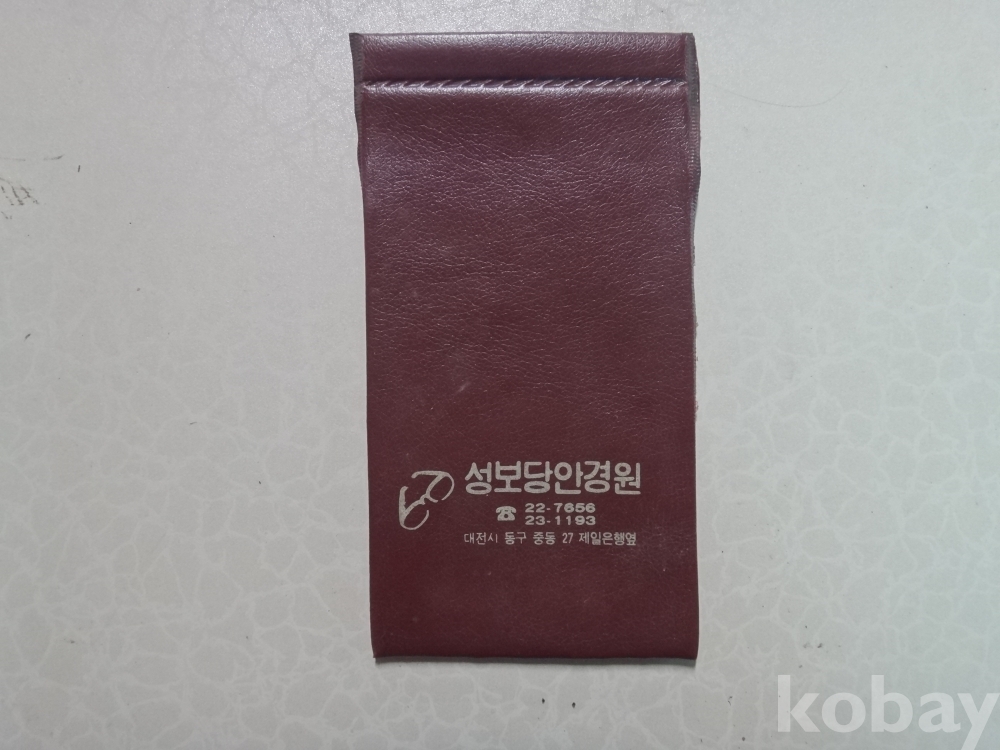 성보당안경원
☎ 22-7656
23-1193
대전시 동구 중동 27 제일은행옆
kobay